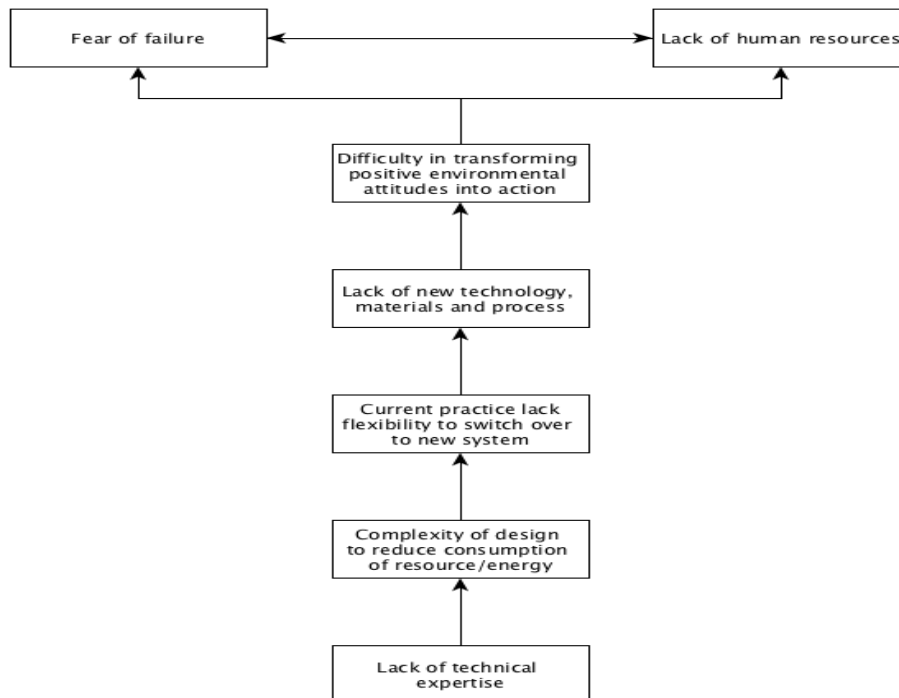 Fear of failure
Lack of human resources
Difficulty in transforming
positive environmental
attitudes into action
Lack of new technology,
materials and process
Current practice lack
flexibility to switch over
to new system
Complexity of design
to reduce consumption
of resource/energy
Lack of technical
expertise